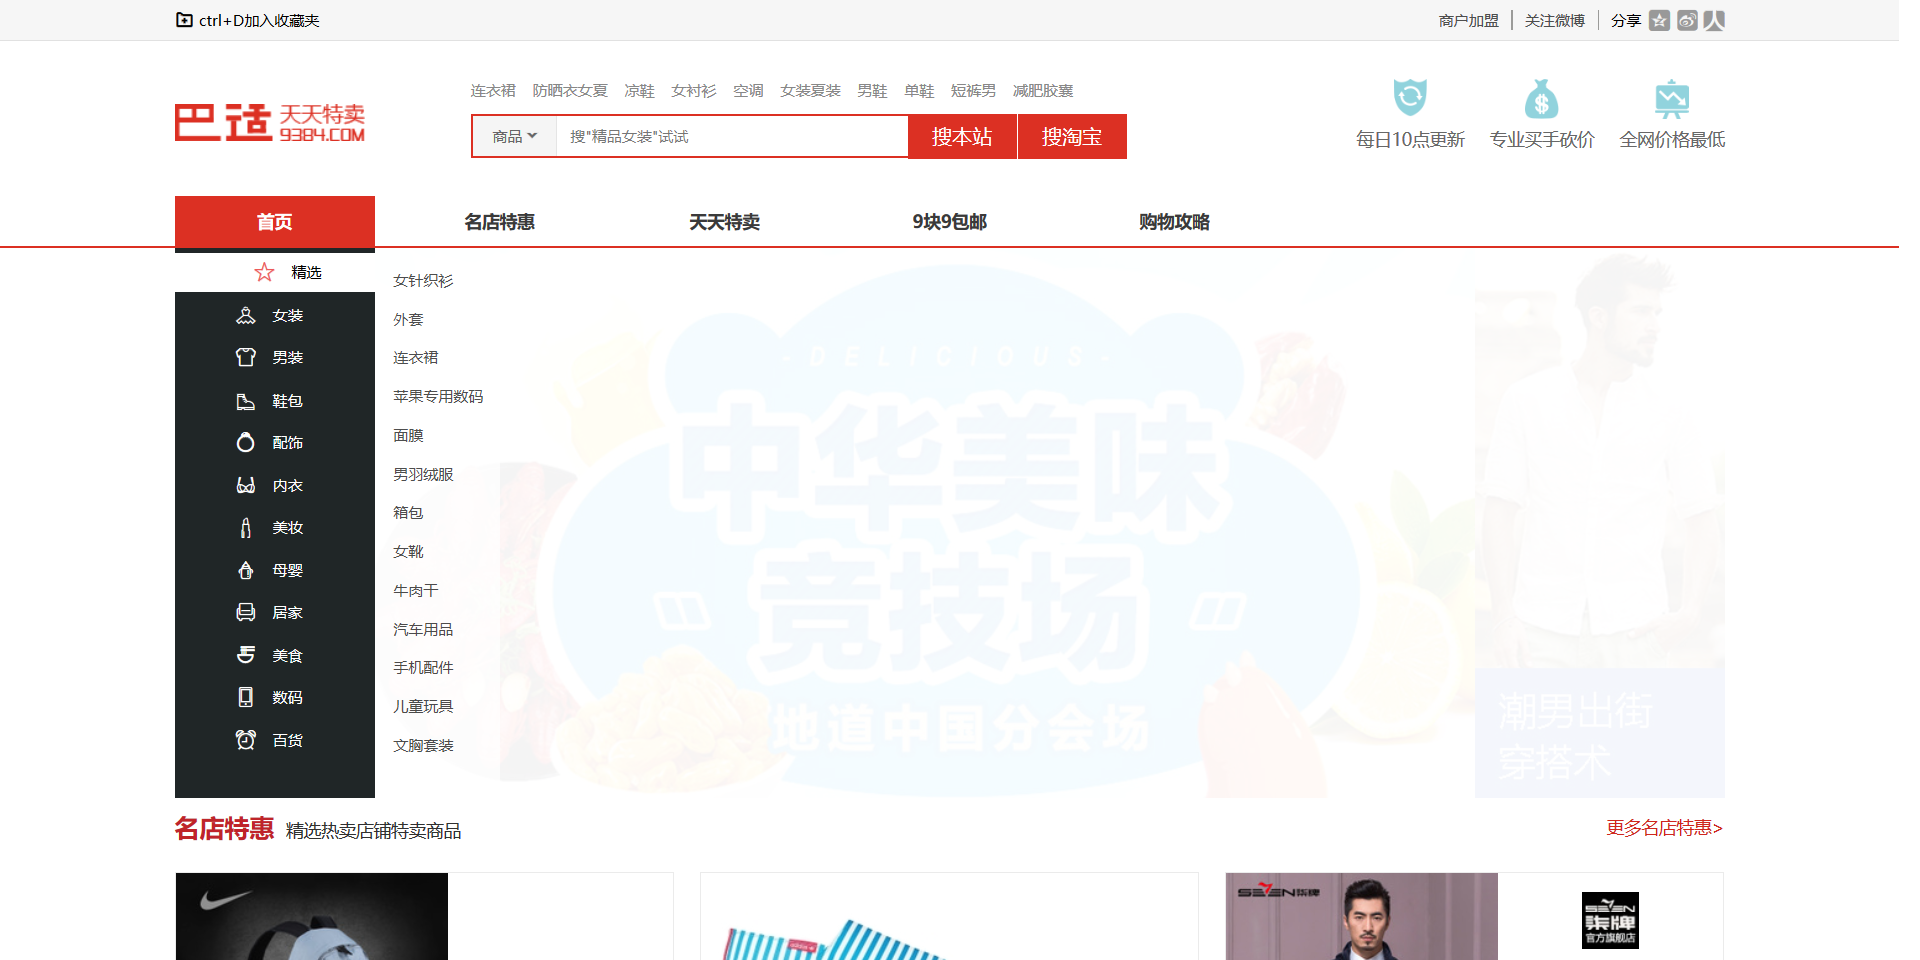 ctrl+D加入收藏夹
商户加盟 关注微博 分享
巴适 天天特卖
9384.COM
连衣裙 防晒衣女夏 凉鞋 女衬衫 空调 女装夏装 男鞋 单鞋 短裤男 减肥胶囊
商品 搜"精品女装"试试 搜本站 搜淘宝
每日10点更新 专业买手砍价 全网价格最低
首页 名店特惠 天天特卖 9块9包邮 购物攻略
精选
女装
男装
鞋包
配饰
内衣
美妆
母婴
居家
美食
数码
百货
女针织衫
外套
连衣裙
苹果专用数码
面膜
男羽绒服
箱包
女靴
牛肉干
汽车用品
手机配件
儿童玩具
文胸套装
DELICIOUS
中华美味
竞技场
地道中国分会场
潮男出街
穿搭术
名店特惠 精选热卖店铺特卖商品
更多名店特惠>
SEVEN柒牌
SEVEN
柒牌
官方旗舰店